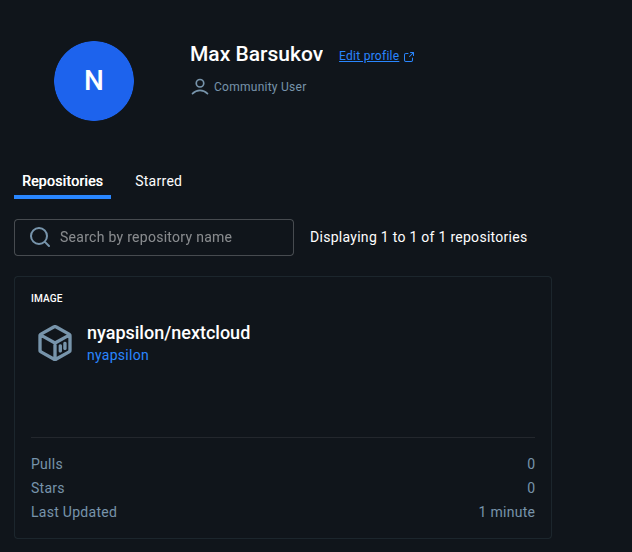 N
Max Barsukov
Edit profile
Community User
Repositories Starred
Search by repository name
Displaying 1 to 1 of 1 repositories
IMAGE
nyapsilon/nextcloud
nyapsilon
Pulls 0
Stars 0
Last Updated 1 minute